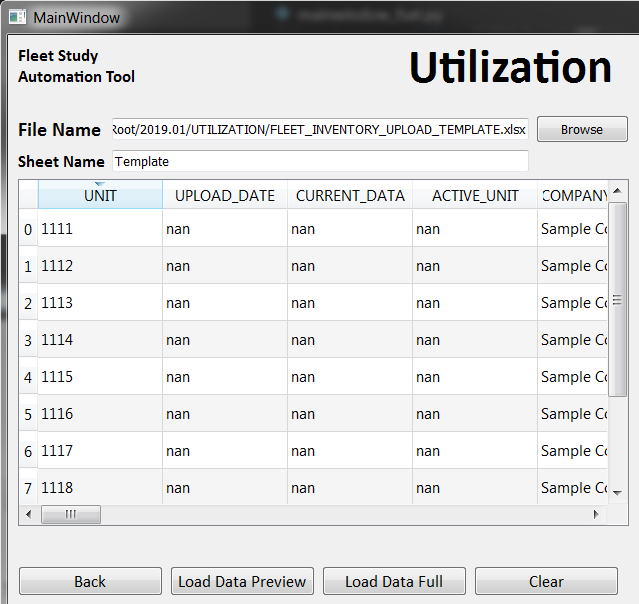 MainWindow
Fleet Study
Automation Tool
Utilization
File Name Root/2019.01/UTILIZATION/FLEET_INVENTORY_UPLOAD_TEMPLATE.xlsx Browse
Sheet Name Template
UNIT UPLOAD_DATE CURRENT_DATA ACTIVE_UNIT COMPANY
0 1111 nan nan nan Sample Co
1 1112 nan nan nan Sample Co
2 1113 nan nan nan Sample Co
3 1114 nan nan nan Sample Co
4 1115 nan nan nan Sample Co
5 1116 nan nan nan Sample Co
6 1117 nan nan nan Sample Co
7 1118 nan nan nan Sample Co
Back Load Data Preview Load Data Full Clear